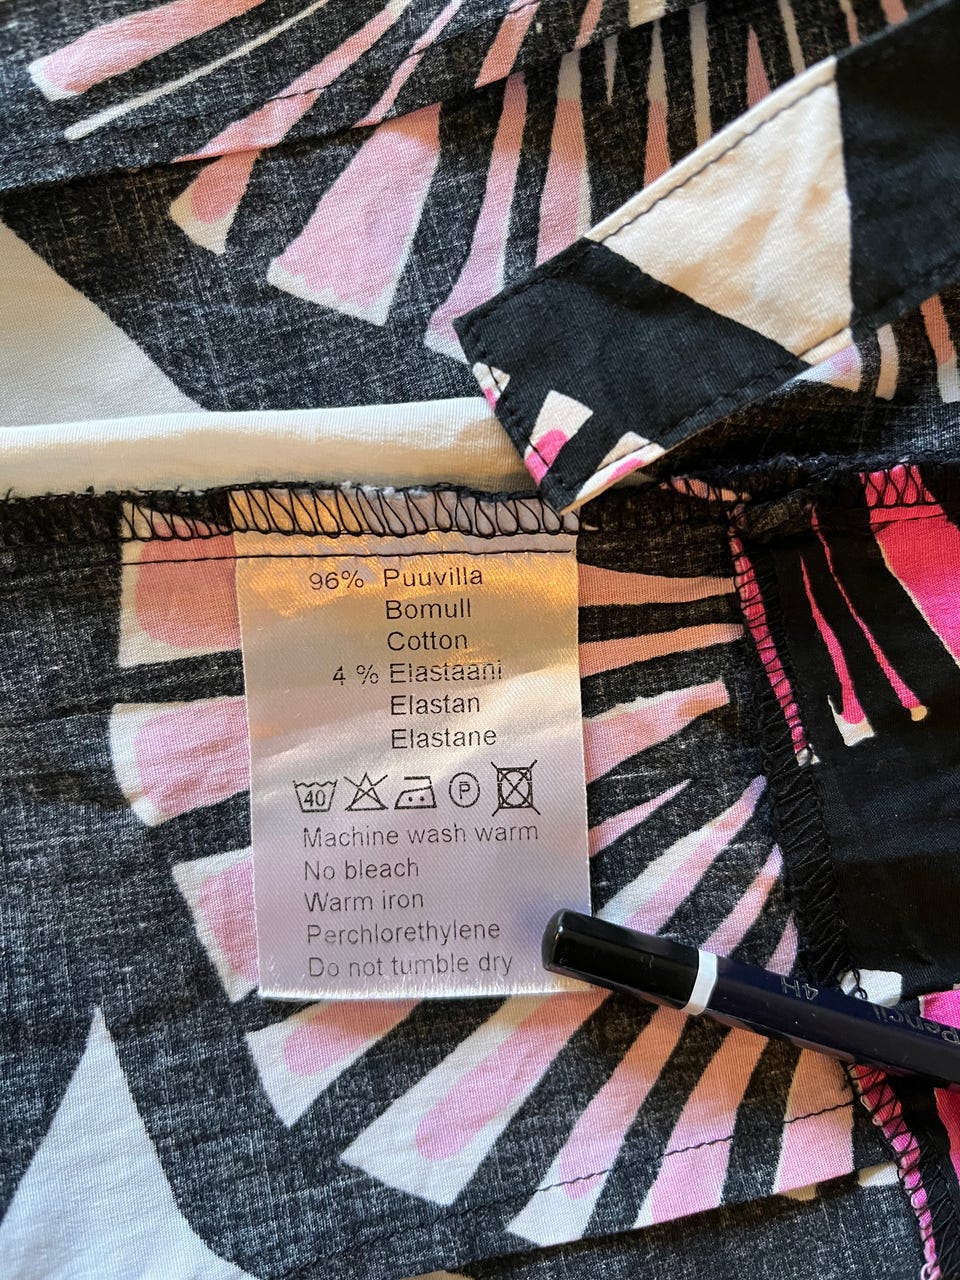 96% Puuvilla
Bomull
Cotton
4 % Elastaani
Elastan
Elastane
40 P
Machine wash warm
No bleach
Warm iron
Perchlorethylene
Do not tumble dry
4H
Pencil